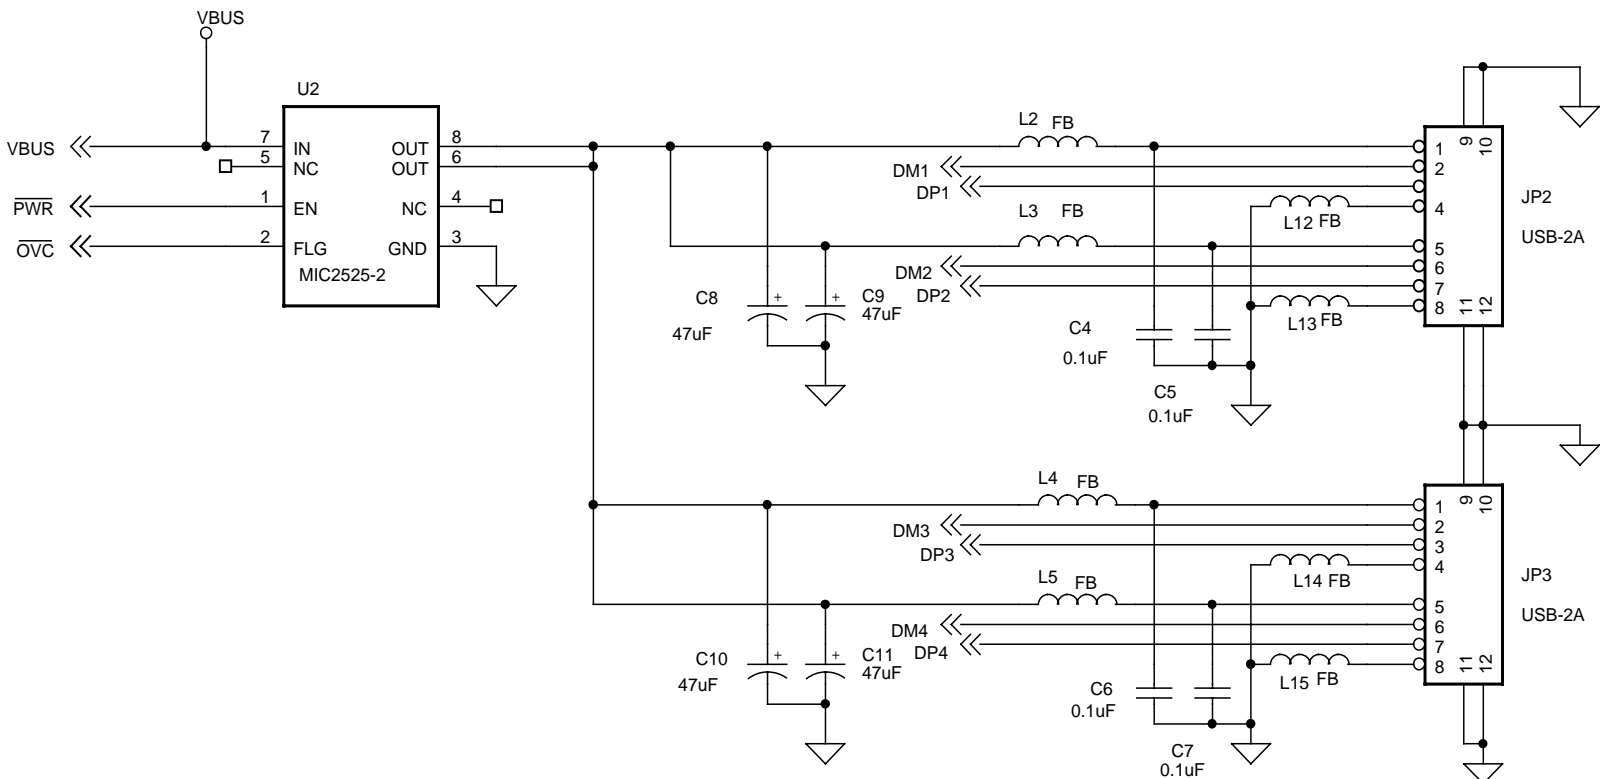 VBUS
U2
VBUS
7 IN OUT 8
5 NC OUT 6
PWR
1 EN NC 4
OVC
2 FLG GND 3
MIC2525-2
L2 FB
DM1
DP1
L3 FB
L12 FB
DM2
DP2
L13 FB
C8
47uF
+
+
C9
47uF
C4
0.1uF
C5
0.1uF
1
2
4
5
6
7
8
9
10
11
12
JP2
USB-2A
L4 FB
DM3
DP3
L14 FB
L5 FB
DM4
DP4
L15 FB
C10
47uF
+
+
C11
47uF
C6
0.1uF
C7
0.1uF
1
2
3
4
5
6
7
8
9
10
11
12
JP3
USB-2A